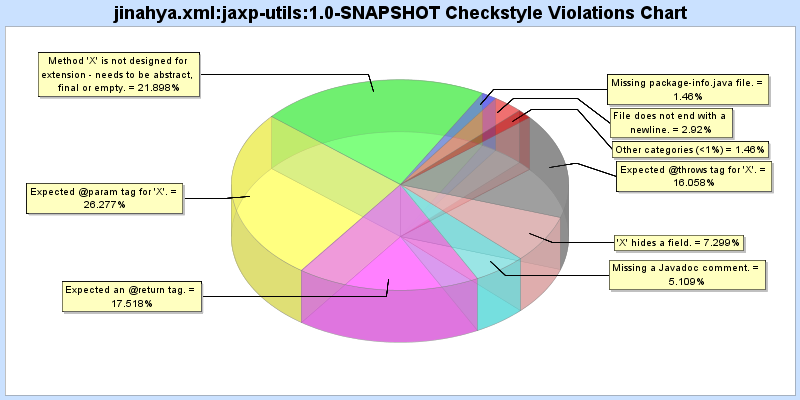 jinahya.xml:jaxp-utils:1.0-SNAPSHOT Checkstyle Violations Chart
Method 'X' is not designed for
extension - needs to be abstract,
final or empty. = 21.898%
Missing package-info.java file. =
1.46%
File does not end with a
newline. = 2.92%
Other categories (<1%) = 1.46%
Expected @throws tag for 'X'. =
16.058%
Expected @param tag for 'X'. =
26.277%
'X' hides a field. = 7.299%
Missing a Javadoc comment. =
5.109%
Expected an @return tag. =
17.518%